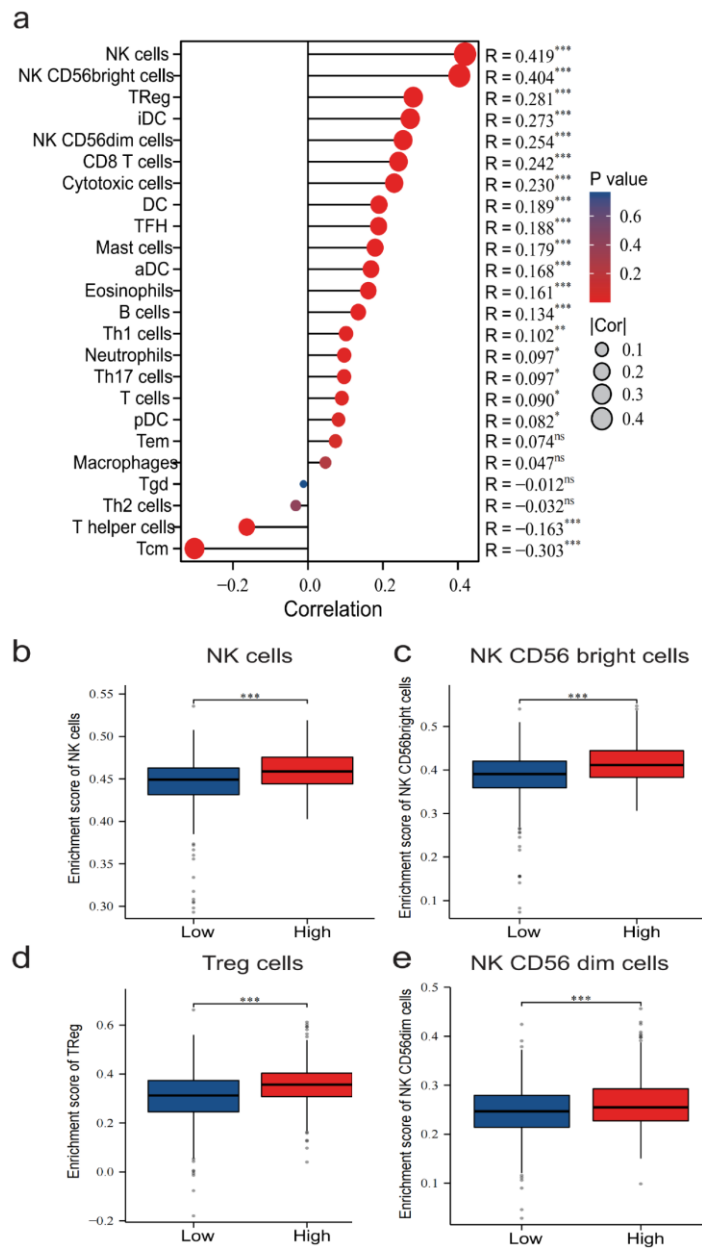 a
NK cells R = 0.419***
NK CD56bright cells R = 0.404***
TReg R = 0.281***
iDC R = 0.273***
NK CD56dim cells R = 0.254***
CD8 T cells R = 0.242***
Cytotoxic cells R = 0.230***
DC R = 0.189***
TFH R = 0.188***
Mast cells R = 0.179***
aDC R = 0.168***
Eosinophils R = 0.161***
B cells R = 0.134***
Th1 cells R = 0.102**
Neutrophils R = 0.097*
Th17 cells R = 0.097*
T cells R = 0.090*
pDC R = 0.082*
Tem R = 0.074ns
Macrophages R = 0.047ns
Tgd R = −0.012ns
Th2 cells R = −0.032ns
T helper cells R = −0.163***
Tcm R = −0.303***
−0.2 0.0 0.2 0.4
Correlation
P value
0.6
0.4
0.2
|Cor|
0.1
0.2
0.3
0.4
b
NK cells
***
Enrichment score of NK cells
0.55
0.50
0.45
0.40
0.35
0.30
Low High
c
NK CD56 bright cells
***
Enrichment score of NK CD56bright cells
0.5
0.4
0.3
0.2
0.1
Low High
d
Treg cells
***
Enrichment score of TReg
0.6
0.4
0.2
0.0
−0.2
Low High
e
NK CD56 dim cells
***
Enrichment score of NK CD56dim cells
0.5
0.4
0.3
0.2
0.1
Low High